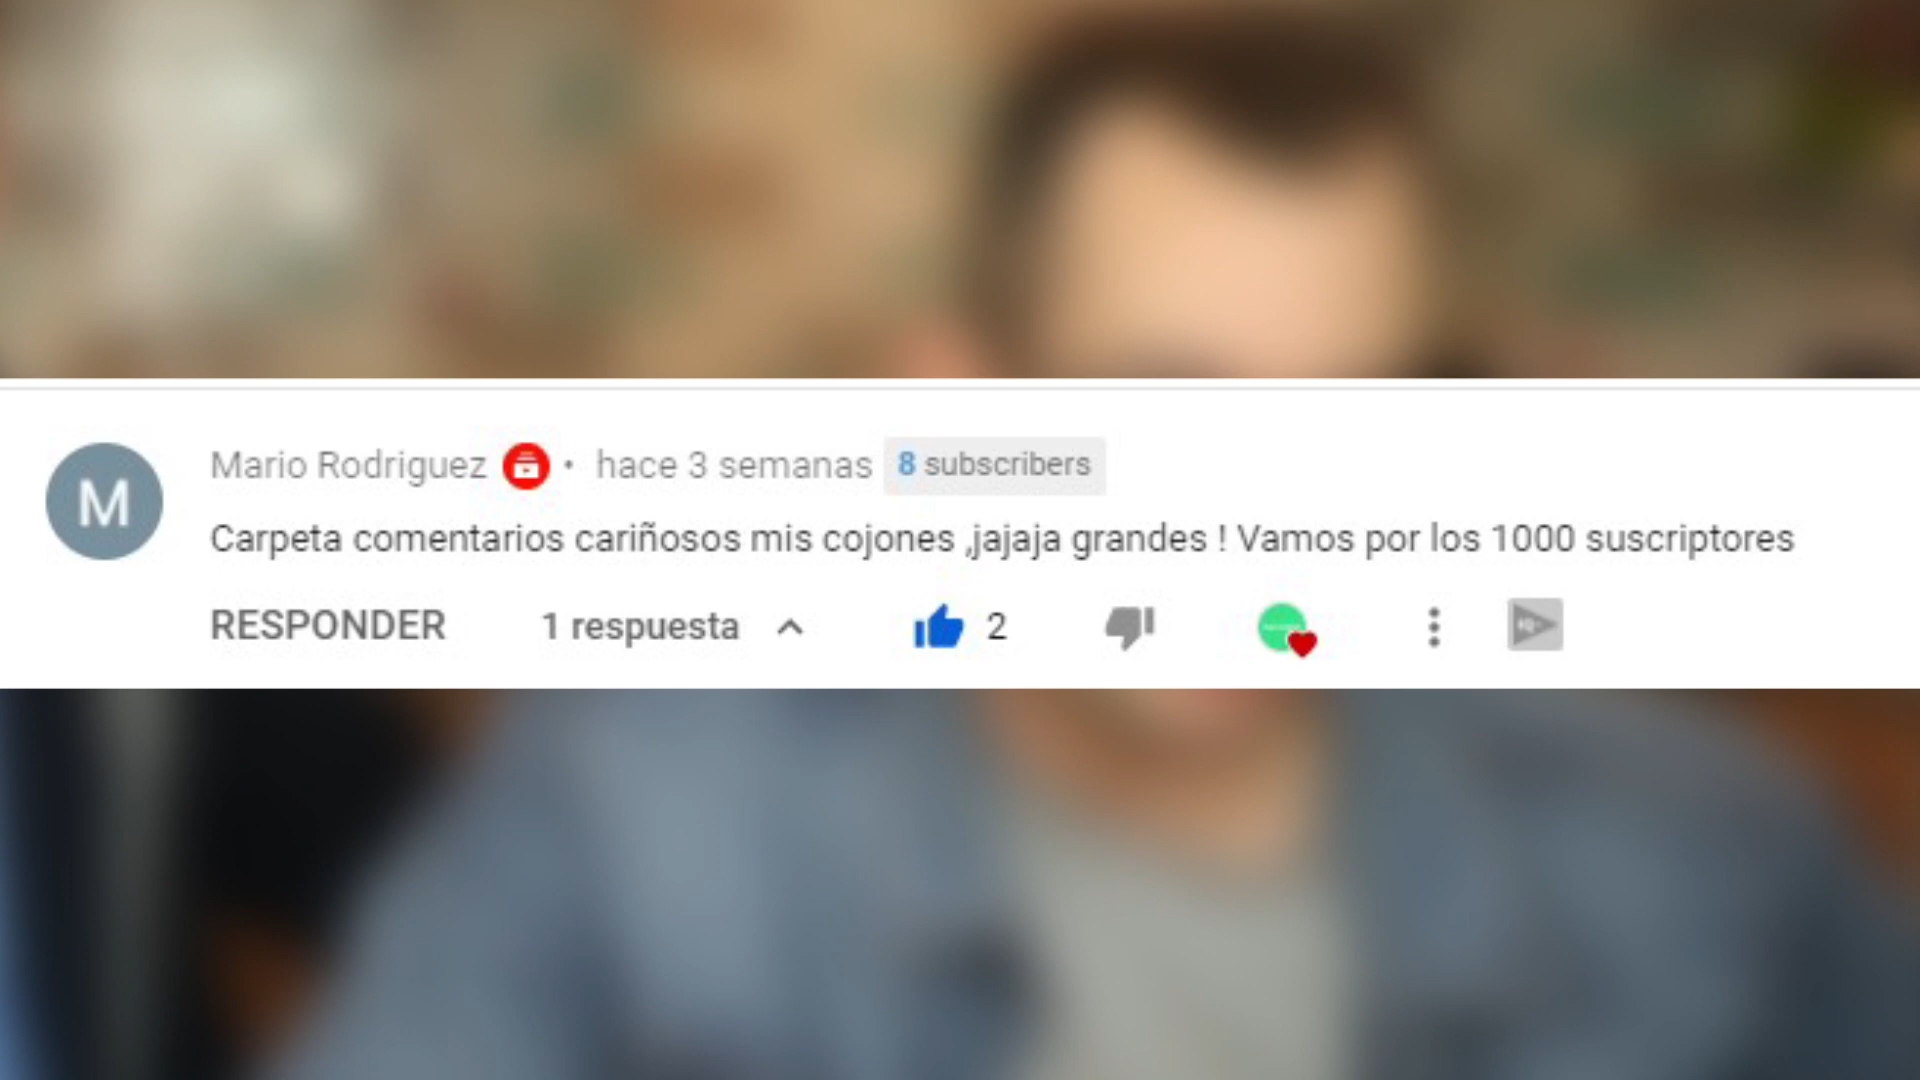 M
Mario Rodriguez • hace 3 semanas 8 subscribers
Carpeta comentarios cariñosos mis cojones ,jajaja grandes ! Vamos por los 1000 suscriptores
RESPONDER 1 respuesta 2